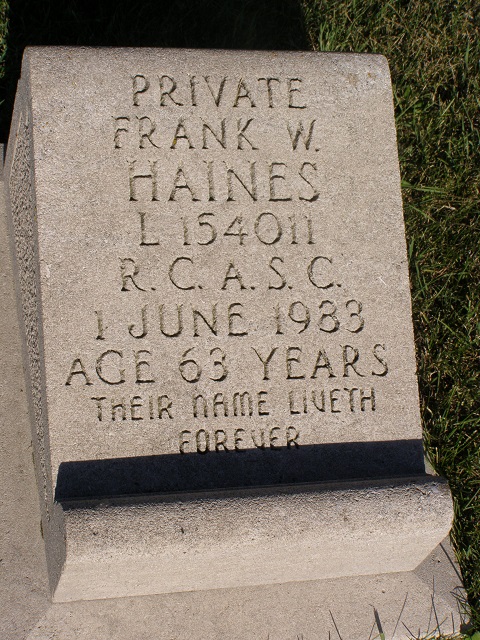 PRIVATE
FRANK W.
HAINES
L 154011
R.C.A.S.C.
1 JUNE 1983
AGE 63 YEARS
THEIR NAME LIVETH
FOREVER